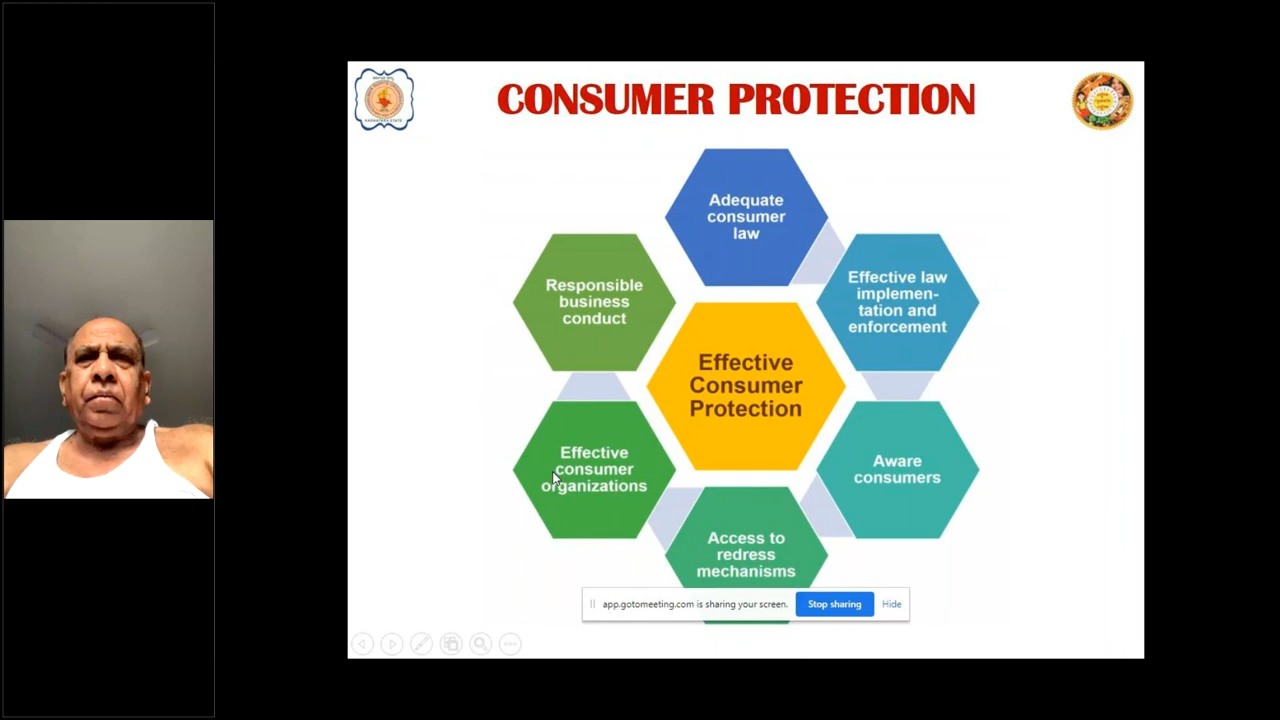 CONSUMER PROTECTION
Adequate
consumer
law
Effective law
implemen-
tation and
enforcement
Aware
consumers
Access to
redress
mechanisms
Effective
consumer
organizations
Responsible
business
conduct
Effective
Consumer
Protection
app.gotomeeting.com is sharing your screen.
Stop sharing
Hide